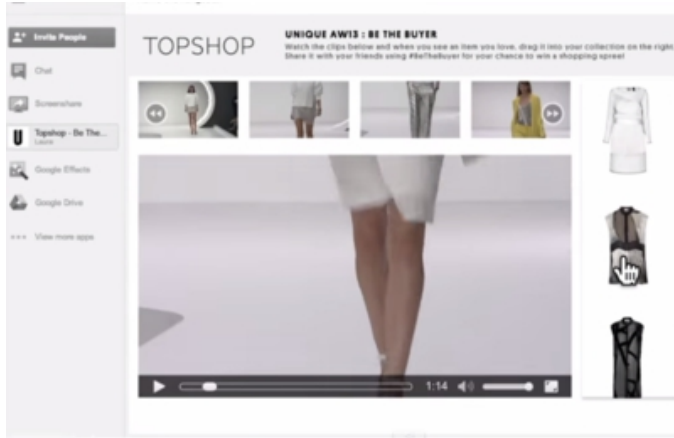 Invite People
TOPSHOP
UNIQUE AW13 : BE THE BUYER
Watch the clips below and when you see an item you love, drag it into your collection on the right
Share it with your friends using #BeTheBuyer for your chance to win a shopping spree!
Chat
Screenshare
U
Topshop - Be The...
Laura
Google Effects
Google Drive
View more apps
1:14